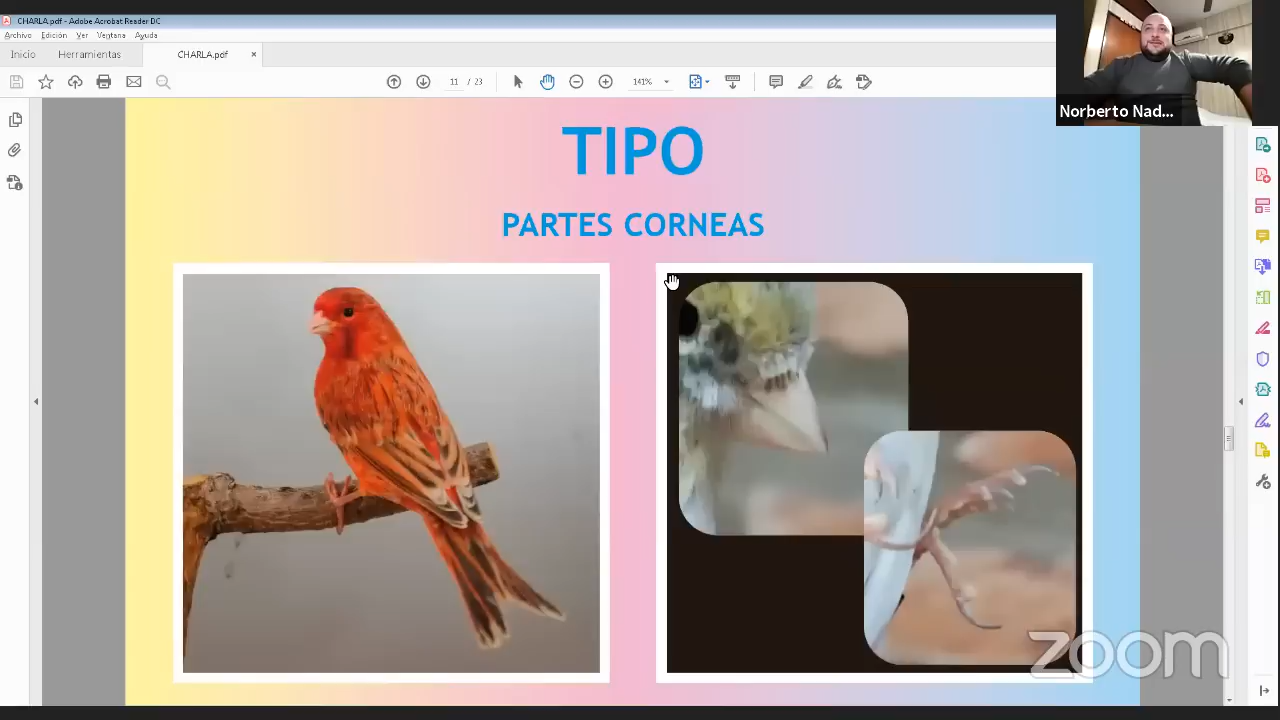 CHARLA.pdf - Adobe Acrobat Reader DC
Archivo Edición Ver Ventana Ayuda
Inicio Herramientas CHARLA.pdf ×
11 / 23 141%
Norberto Nad...
TIPO
PARTES CORNEAS
zoom